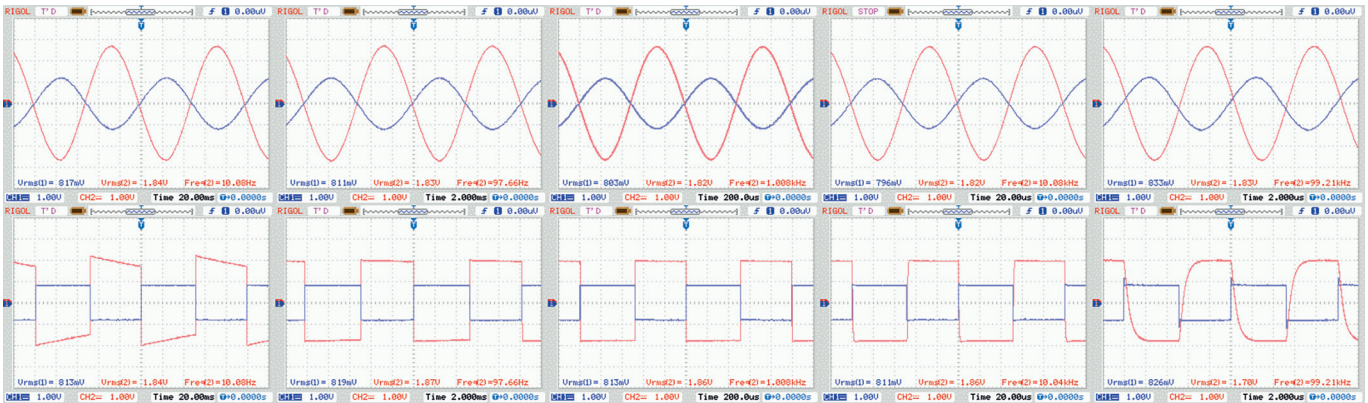 RIGOL T'D ƒ 1 0.00uV
T
Vrms(1)= 817mV Vrms(2)= 1.84V Freq(2)=10.08Hz
CH1= 1.00V CH2= 1.00V Time 20.00ms +0.0000s
RIGOL T'D ƒ 1 0.00uV
T
Vrms(1)= 811mV Vrms(2)= 1.83V Freq(2)=97.66Hz
CH1= 1.00V CH2= 1.00V Time 2.000ms +0.0000s
RIGOL T'D ƒ 1 0.00uV
T
Vrms(1)= 803mV Vrms(2)= 1.82V Freq(2)=1.008kHz
CH1= 1.00V CH2= 1.00V Time 200.0us +0.0000s
RIGOL STOP ƒ 1 0.00uV
T
Vrms(1)= 796mV Vrms(2)= 1.82V Freq(2)=10.08kHz
CH1= 1.00V CH2= 1.00V Time 20.00us +0.0000s
RIGOL T'D ƒ 1 0.00uV
T
Vrms(1)= 833mV Vrms(2)= 1.83V Freq(2)=99.21kHz
CH1= 1.00V CH2= 1.00V Time 2.000us +0.0000s
RIGOL T'D ƒ 1 0.00uV
T
Vrms(1)= 813mV Vrms(2)= 1.84V Freq(2)=10.08Hz
CH1= 1.00V CH2= 1.00V Time 20.00ms +0.0000s
RIGOL T'D ƒ 1 0.00uV
T
Vrms(1)= 819mV Vrms(2)= 1.87V Freq(2)=97.66Hz
CH1= 1.00V CH2= 1.00V Time 2.000ms +0.0000s
RIGOL T'D ƒ 1 0.00uV
T
Vrms(1)= 813mV Vrms(2)= 1.86V Freq(2)=1.008kHz
CH1= 1.00V CH2= 1.00V Time 200.0us +0.0000s
RIGOL T'D ƒ 1 0.00uV
T
Vrms(1)= 811mV Vrms(2)= 1.86V Freq(2)=10.04kHz
CH1= 1.00V CH2= 1.00V Time 20.00us +0.0000s
RIGOL T'D ƒ 1 0.00uV
T
Vrms(1)= 826mV Vrms(2)= 1.70V Freq(2)=99.21kHz
CH1= 1.00V CH2= 1.00V Time 2.000us +0.0000s